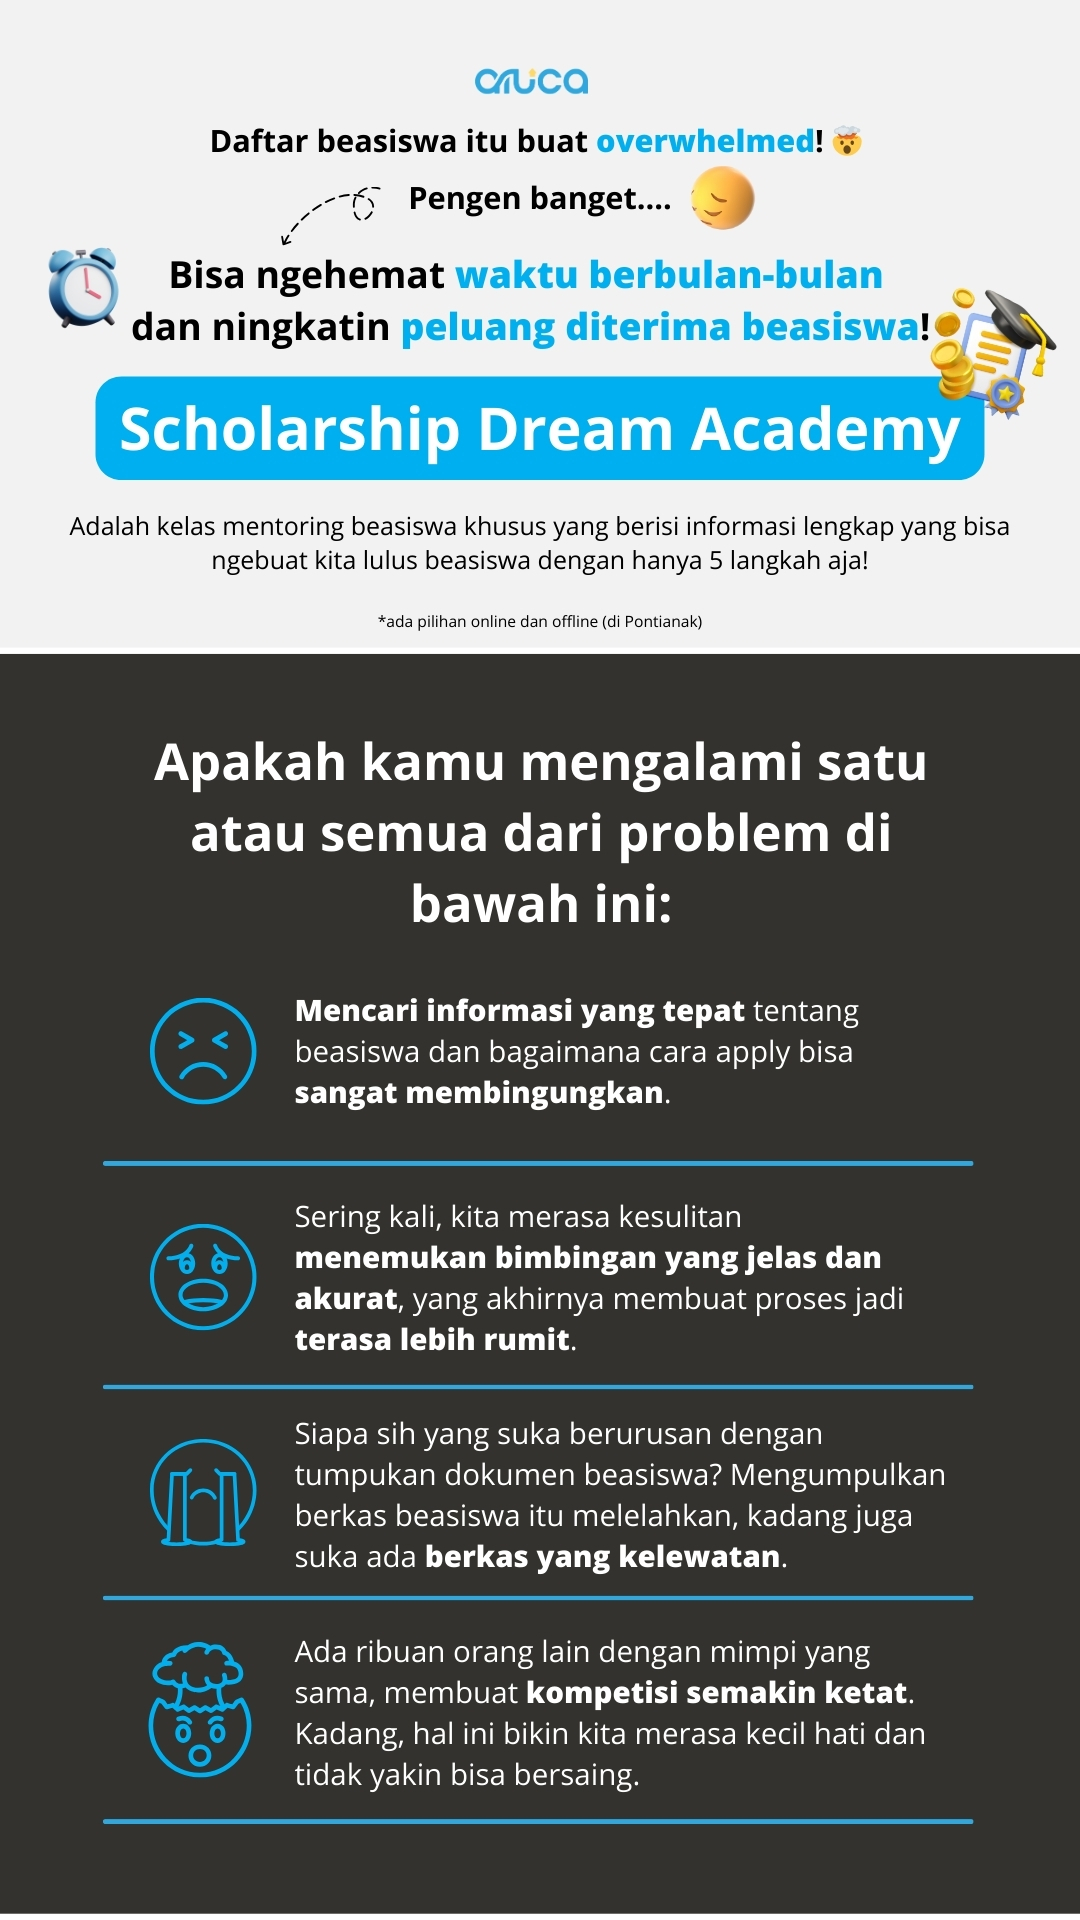 aruca
Daftar beasiswa itu buat overwhelmed! 🤯
Pengen banget....
Bisa ngehemat waktu berbulan-bulan
dan ningkatin peluang diterima beasiswa!
Scholarship Dream Academy
Adalah kelas mentoring beasiswa khusus yang berisi informasi lengkap yang bisa
ngebuat kita lulus beasiswa dengan hanya 5 langkah aja!
*ada pilihan online dan offline (di Pontianak)
Apakah kamu mengalami satu
atau semua dari problem di
bawah ini:
Mencari informasi yang tepat tentang
beasiswa dan bagaimana cara apply bisa
sangat membingungkan.
Sering kali, kita merasa kesulitan
menemukan bimbingan yang jelas dan
akurat, yang akhirnya membuat proses jadi
terasa lebih rumit.
Siapa sih yang suka berurusan dengan
tumpukan dokumen beasiswa? Mengumpulkan
berkas beasiswa itu melelahkan, kadang juga
suka ada berkas yang kelewatan.
Ada ribuan orang lain dengan mimpi yang
sama, membuat kompetisi semakin ketat.
Kadang, hal ini bikin kita merasa kecil hati dan
tidak yakin bisa bersaing.